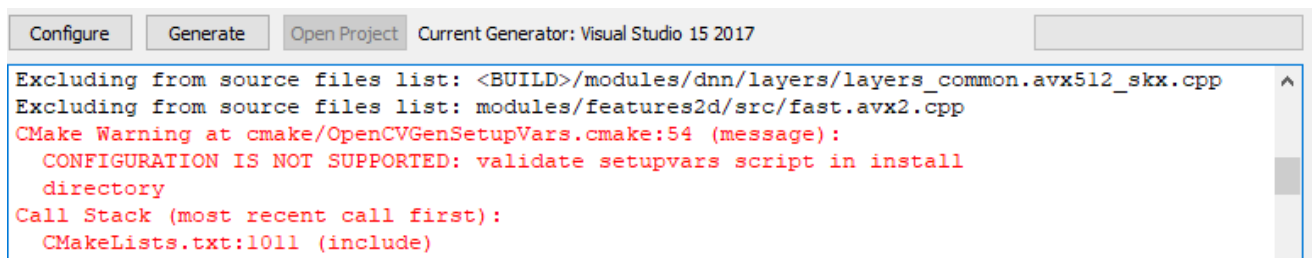 Configure Generate Open Project Current Generator: Visual Studio 15 2017
Excluding from source files list: <BUILD>/modules/dnn/layers/layers_common.avx512_skx.cpp
Excluding from source files list: modules/features2d/src/fast.avx2.cpp
CMake Warning at cmake/OpenCVGenSetupVars.cmake:54 (message):
  CONFIGURATION IS NOT SUPPORTED: validate setupvars script in install
  directory
Call Stack (most recent call first):
  CMakeLists.txt:1011 (include)